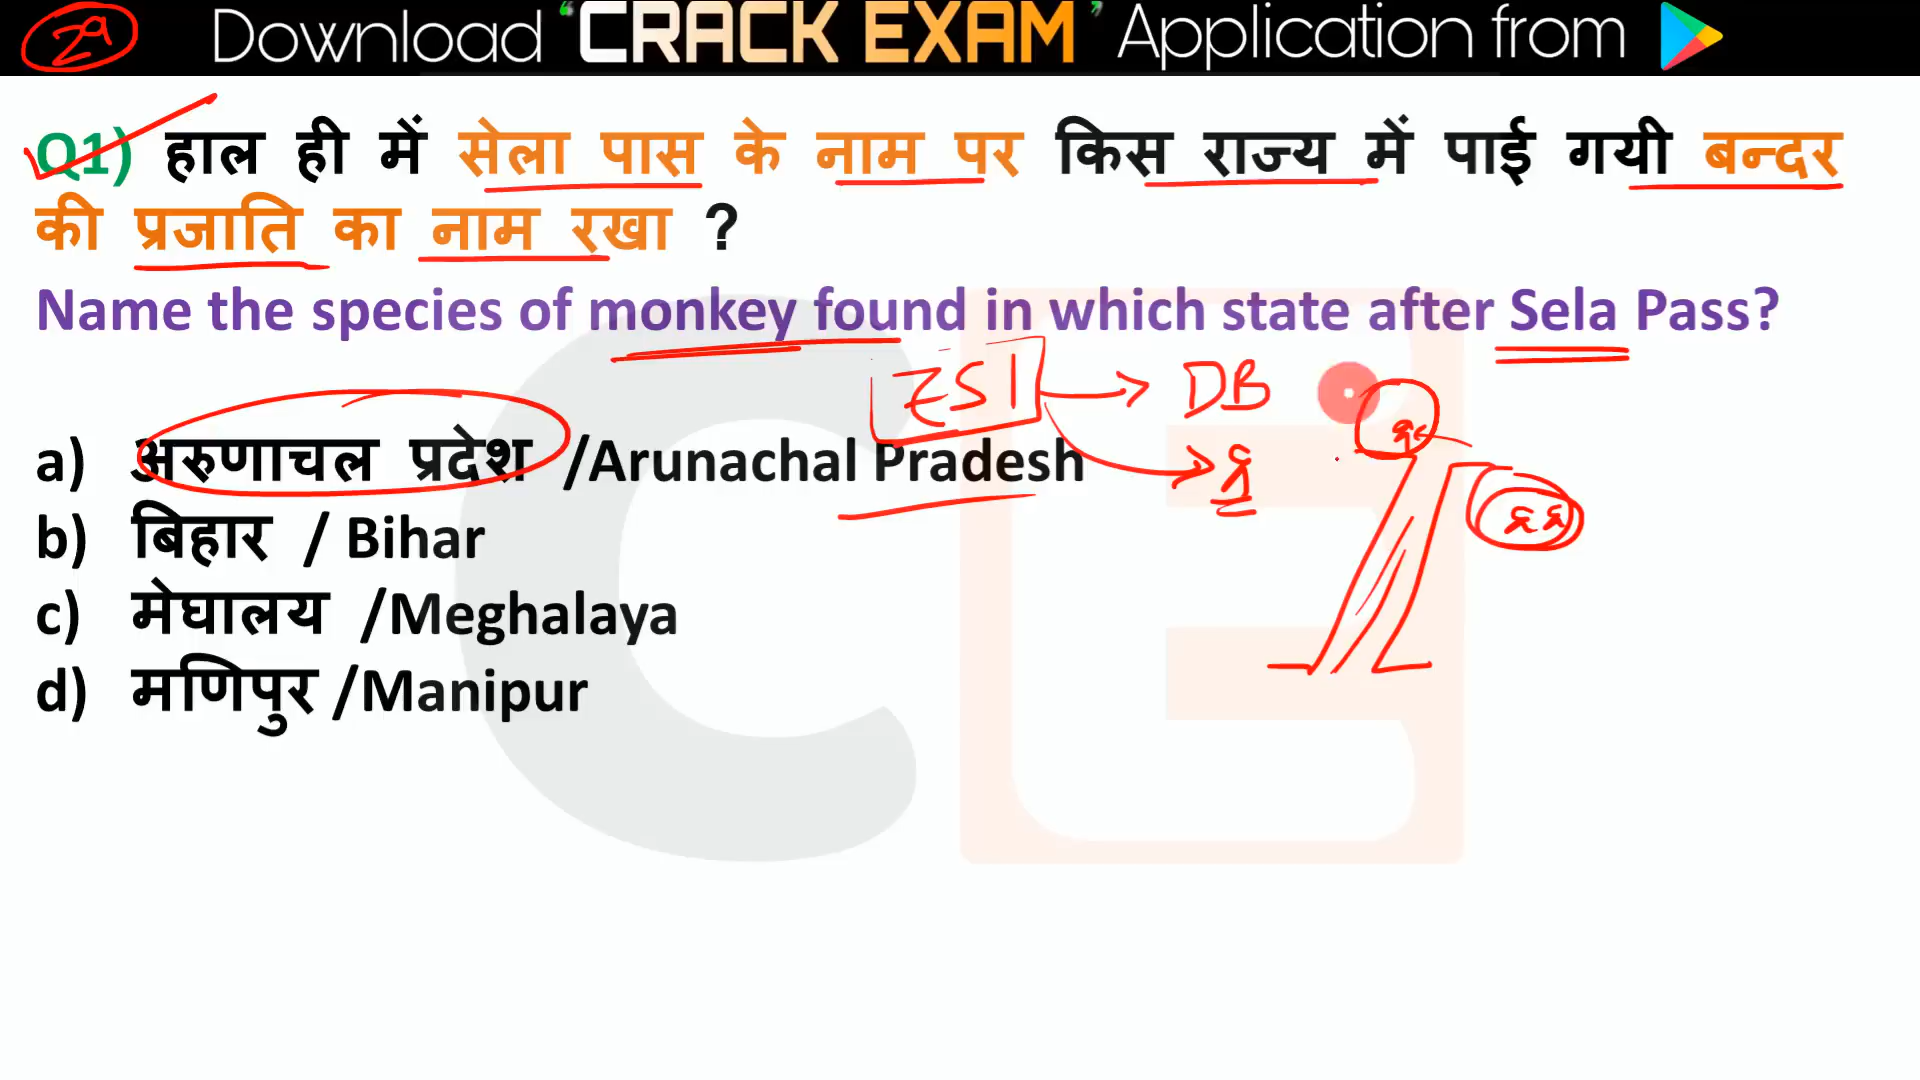 29 Download "CRACK EXAM" Application from
Q1) हाल ही में सेला पास के नाम पर किस राज्य में पाई गयी बन्दर
की प्रजाति का नाम रखा ?
Name the species of monkey found in which state after Sela Pass?
ZSI → DB
a) अरुणाचल प्रदेश /Arunachal Pradesh
b) बिहार / Bihar
c) मेघालय /Meghalaya
d) मणिपुर /Manipur